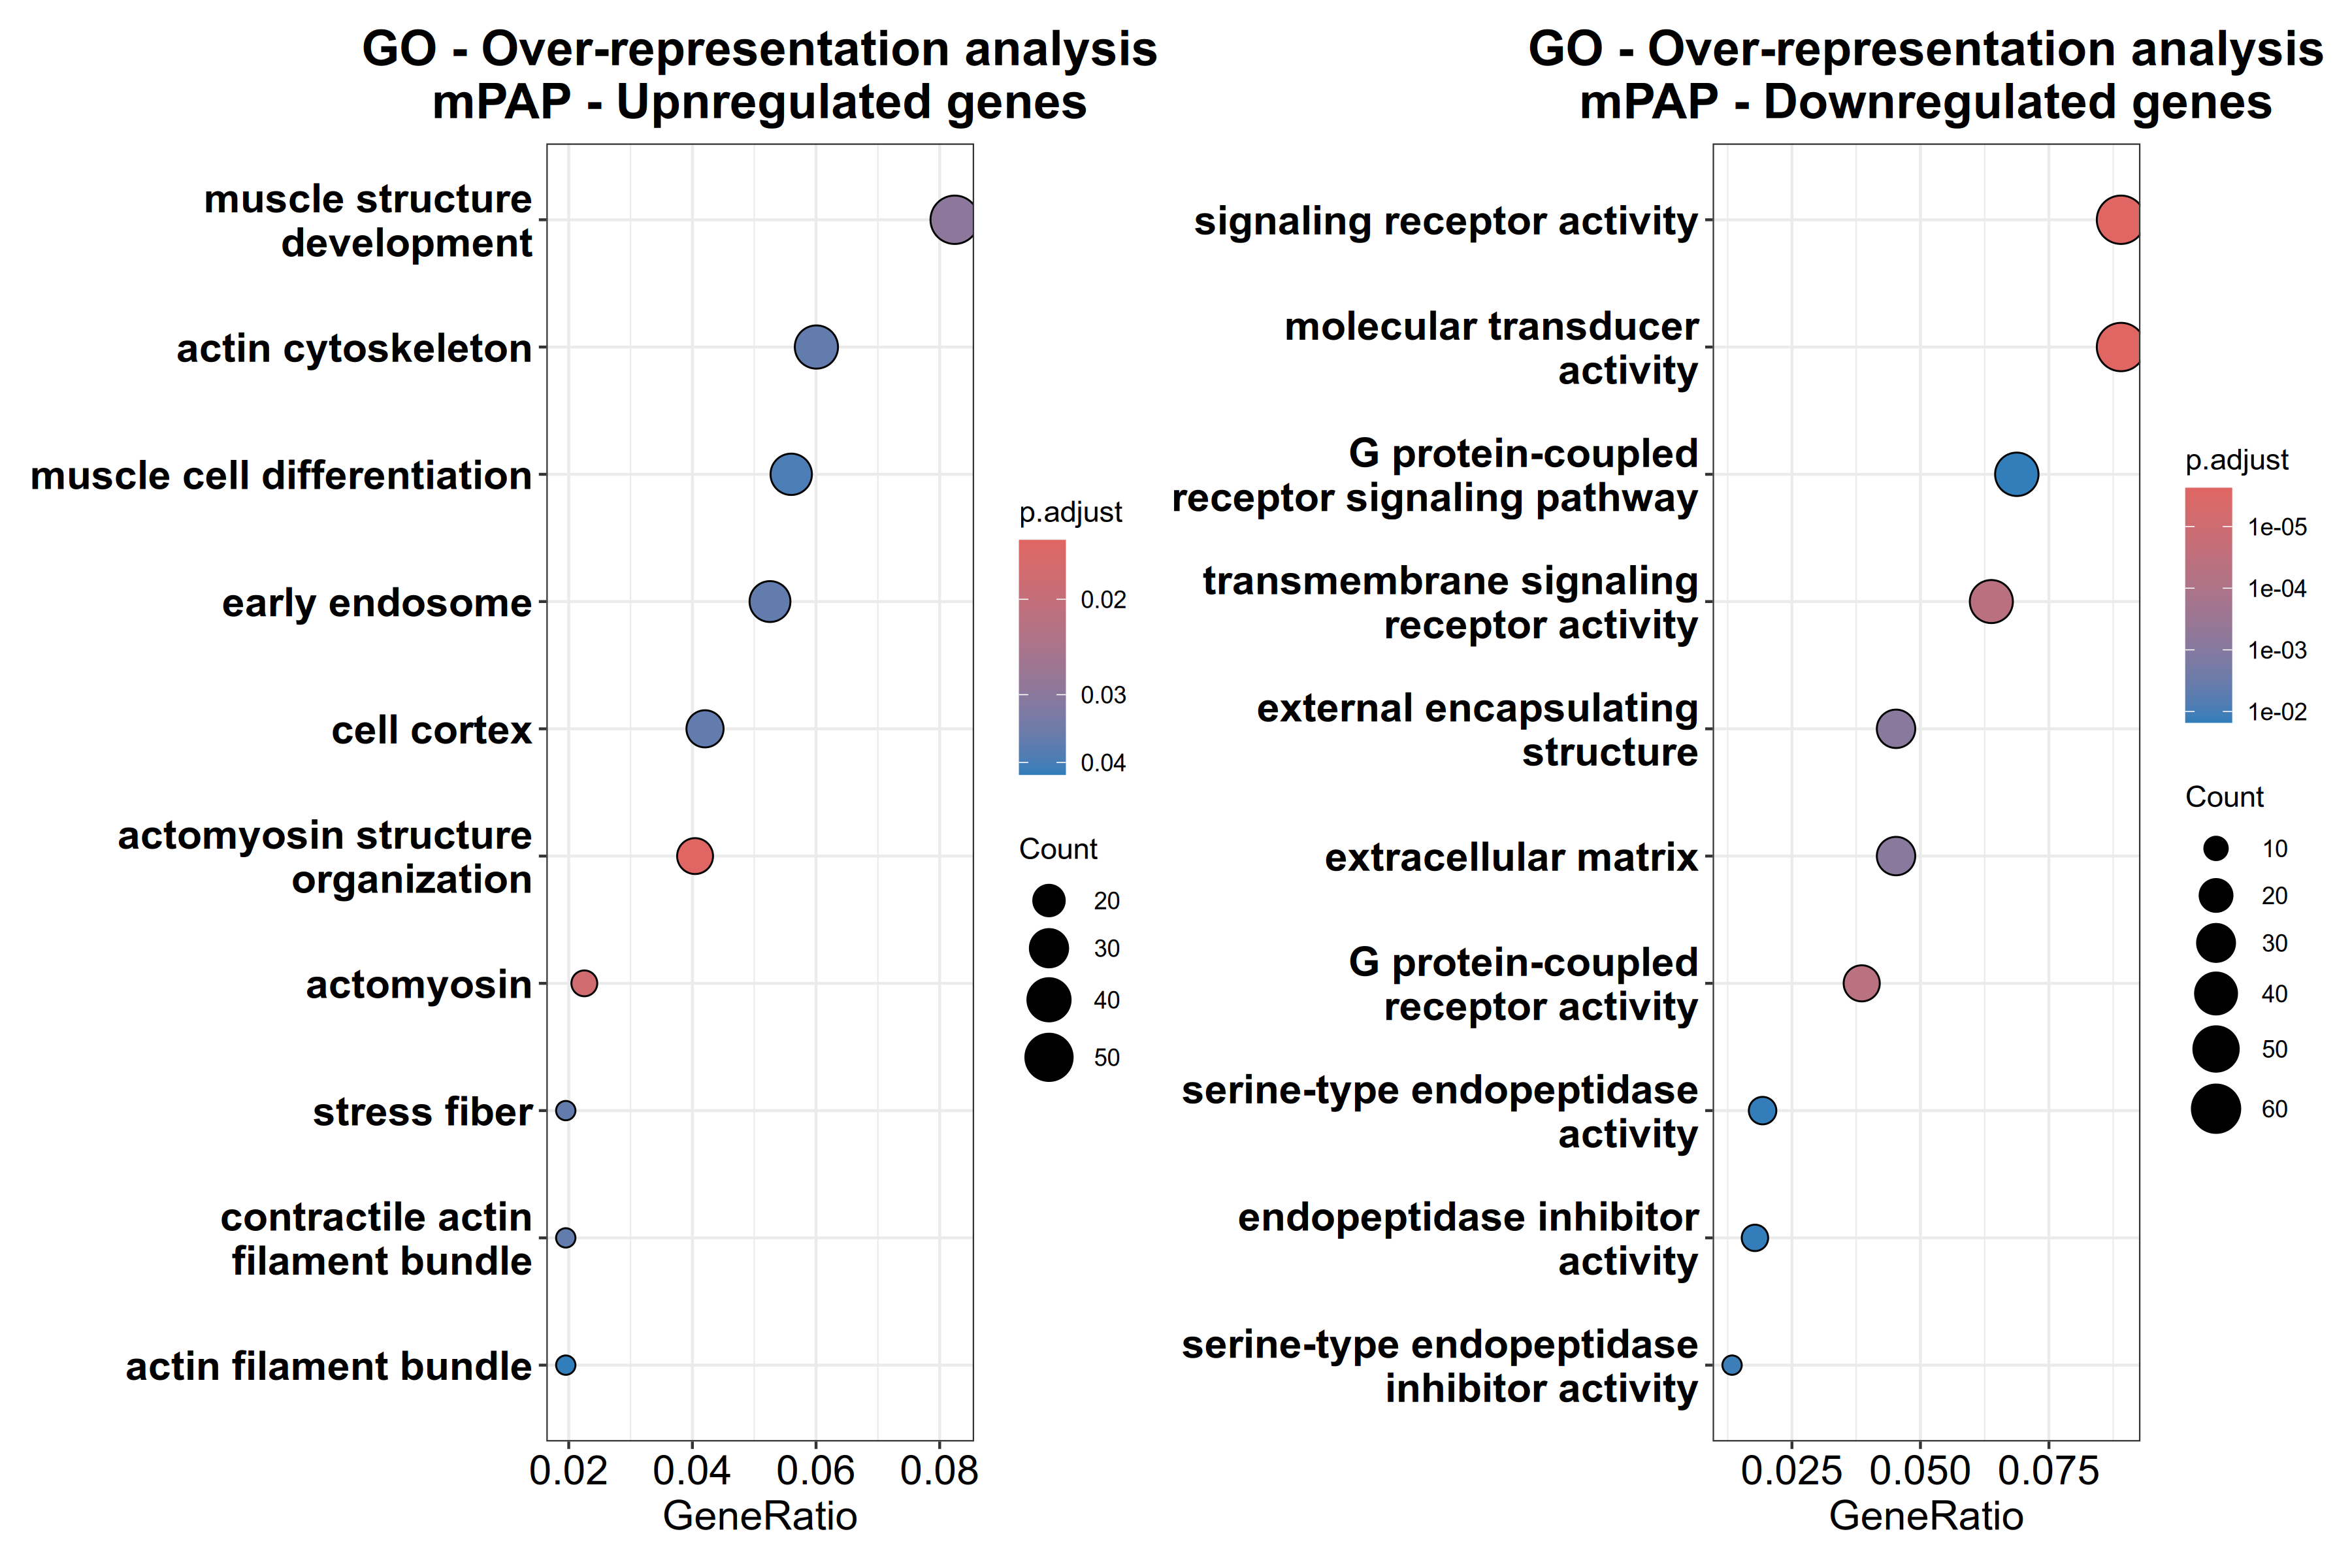 GO - Over-representation analysis
mPAP - Upnregulated genes
muscle structure
development
actin cytoskeleton
muscle cell differentiation
early endosome
cell cortex
actomyosin structure
organization
actomyosin
stress fiber
contractile actin
filament bundle
actin filament bundle
0.02 0.04 0.06 0.08
GeneRatio
p.adjust
0.02
0.03
0.04
Count
20
30
40
50
GO - Over-representation analysis
mPAP - Downregulated genes
signaling receptor activity
molecular transducer
activity
G protein-coupled
receptor signaling pathway
transmembrane signaling
receptor activity
external encapsulating
structure
extracellular matrix
G protein-coupled
receptor activity
serine-type endopeptidase
activity
endopeptidase inhibitor
activity
serine-type endopeptidase
inhibitor activity
0.025 0.050 0.075
GeneRatio
p.adjust
1e-05
1e-04
1e-03
1e-02
Count
10
20
30
40
50
60